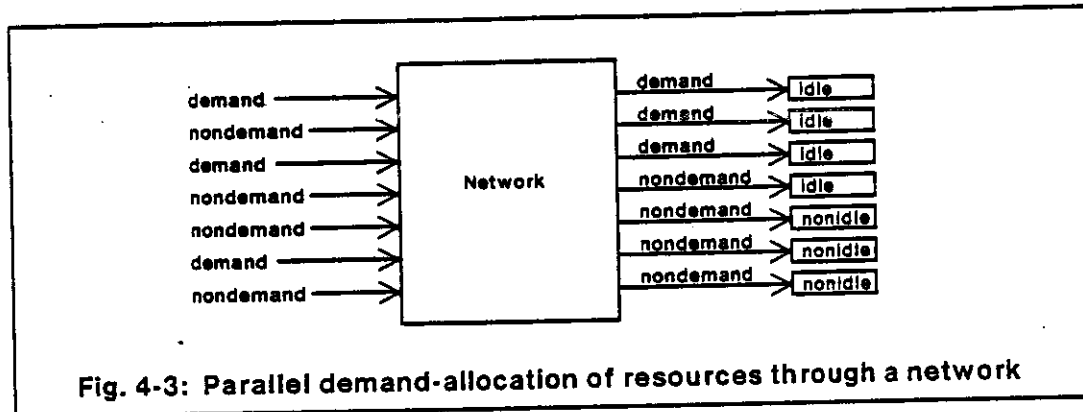 demand
nondemand
demand
nondemand
nondemand
demand
nondemand
Network
demand
idle
demand
idle
demand
idle
nondemand
idle
nondemand
nonidle
nondemand
nonidle
nondemand
nonidle
Fig. 4-3: Parallel demand-allocation of resources through a network